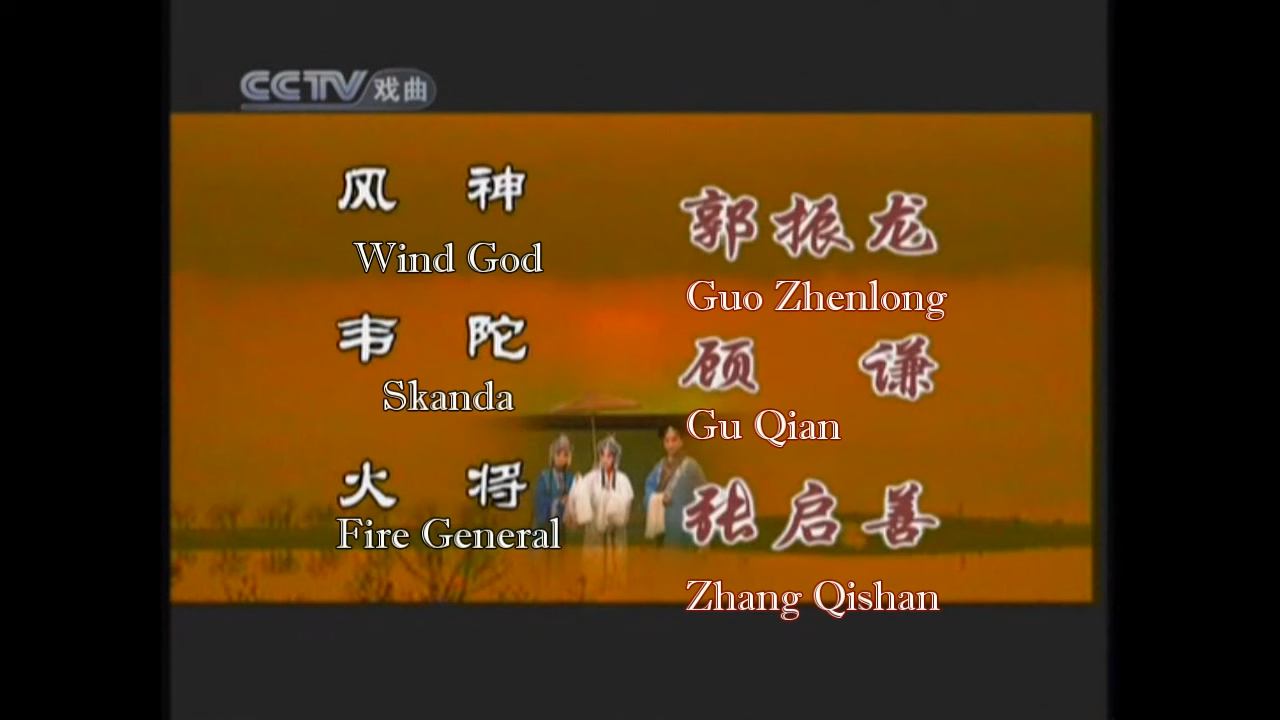 CCTV 戏曲
风 神
郭振龙
Wind God
Guo Zhenlong
韦 陀
顾 谦
Skanda
Gu Qian
火 将
张启善
Fire General
Zhang Qishan